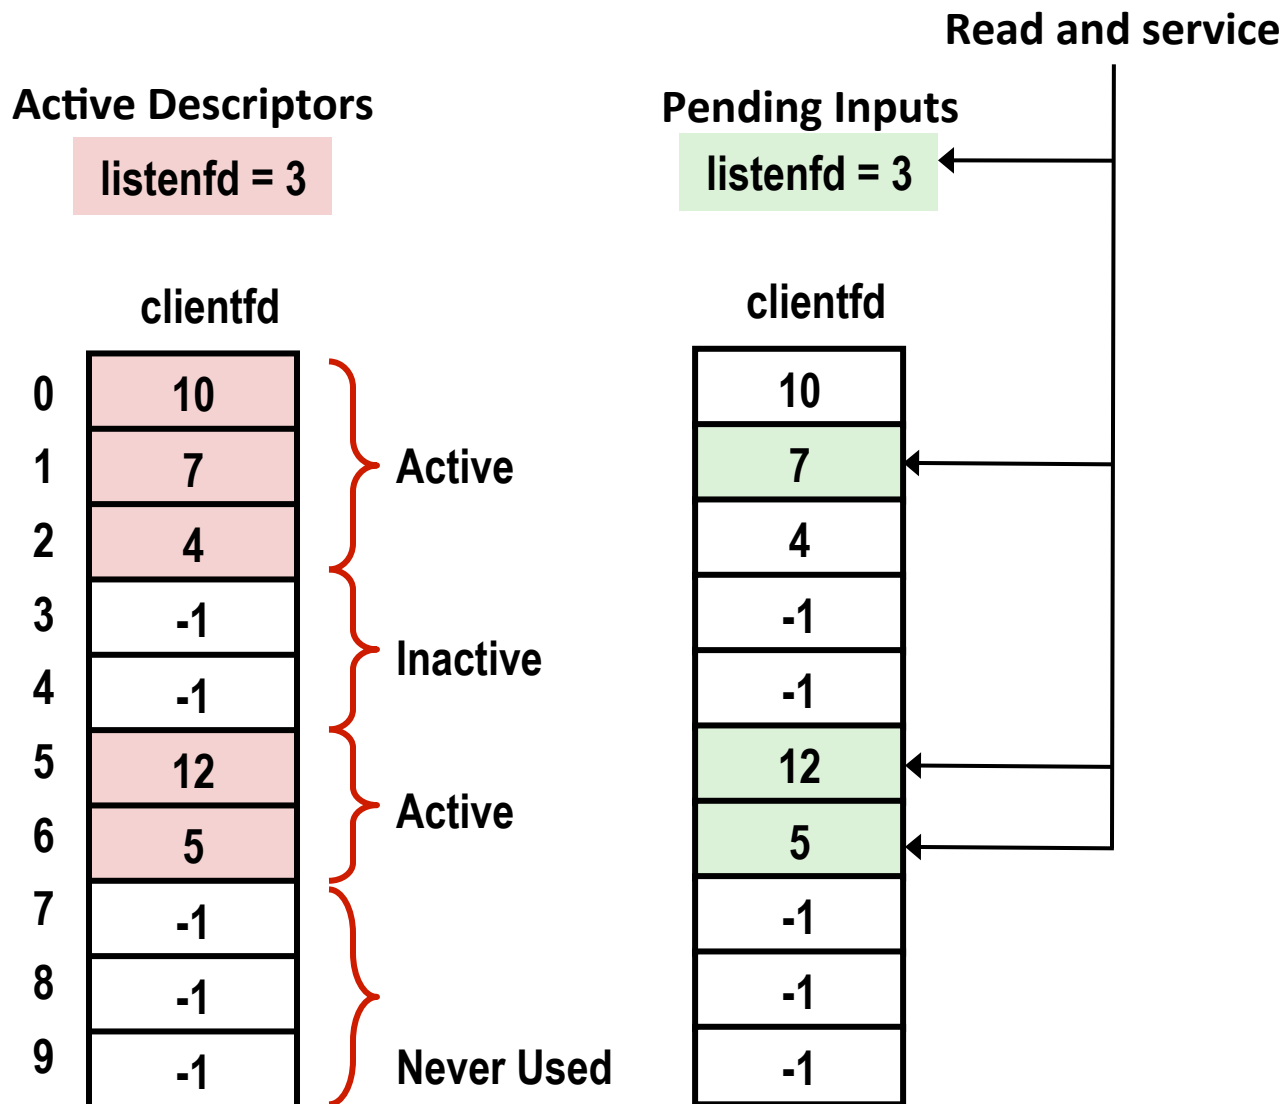 Read and service
Active Descriptors
Pending Inputs
listenfd = 3
listenfd = 3
clientfd
clientfd
0 10 10
1 7 Active 7
2 4 4
3 -1 -1
Inactive
4 -1 -1
5 12 12
Active
6 5 5
7 -1 -1
8 -1 -1
9 -1 Never Used -1